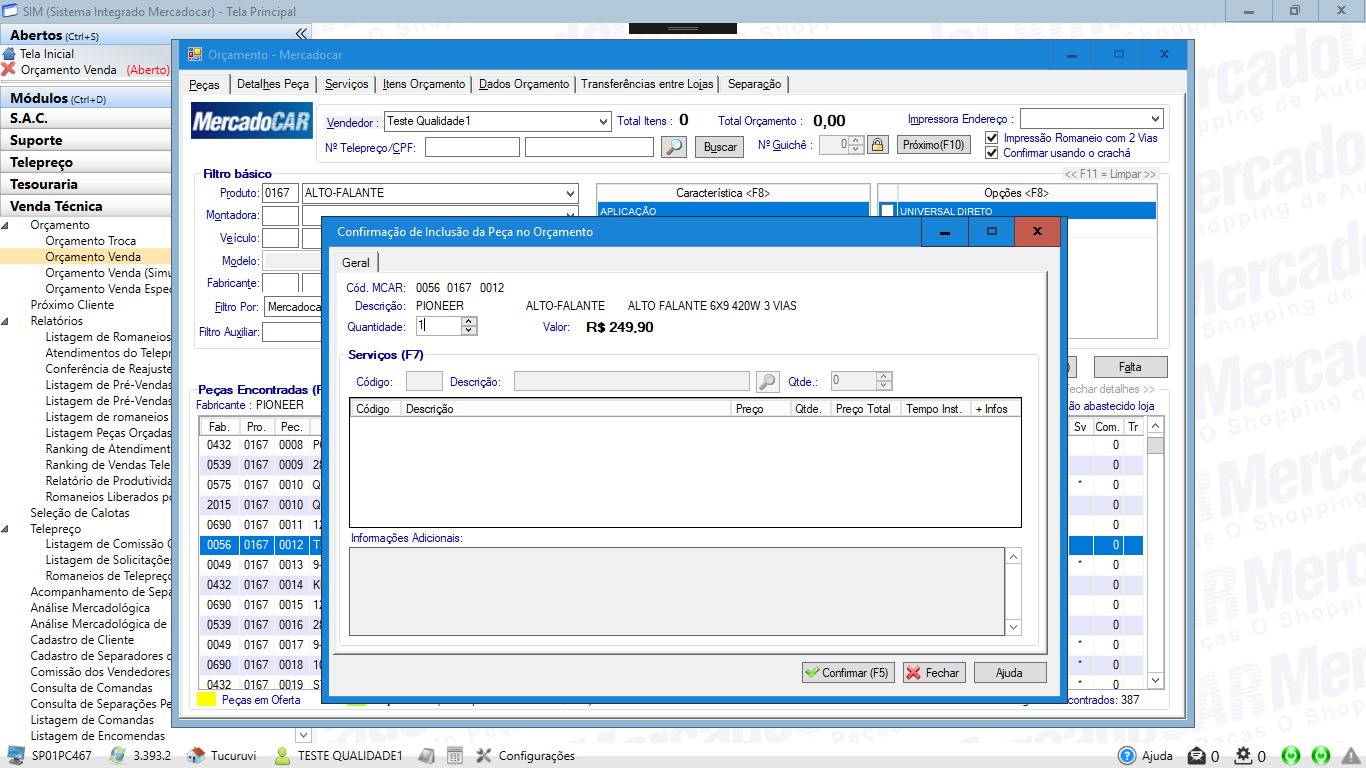 SIM (Sistema Integrado Mercadocar) - Tela Principal
Abertos (Ctrl+S)
Tela Inicial
Orçamento Venda (Aberto)
Módulos (Ctrl+D)
S.A.C.
Suporte
Telepreço
Tesouraria
Venda Técnica
Orçamento
Orçamento Troca
Orçamento Venda
Orçamento Venda (Simu
Orçamento Venda Espec
Próximo Cliente
Relatórios
Listagem de Romaneios
Atendimentos do Telepr
Conferência de Reajuste
Listagem de Pré-Vendas
Listagem de Pré-Vendas
Listagem de romaneios
Listagem Peças Orçadas
Ranking de Atendiment
Ranking de Vendas Tele
Relatório de Produtivida
Romaneios Liberados po
Seleção de Calotas
Telepreço
Listagem de Comissão
Listagem de Solicitações
Romaneios de Telepreço
Acompanhamento de Sepa
Análise Mercadológica
Análise Mercadológica de
Cadastro de Cliente
Cadastro de Separadores
Comissão dos Vendedores
Consulta de Comandas
Consulta de Separações Pe
Listagem de Comandas
Listagem de Encomendas
Orçamento - Mercadocar
Peças Detalhes Peça Serviços Itens Orçamento Dados Orçamento Transferências entre Lojas Separação
MercadoCAR
Vendedor : Teste Qualidade1 Total Itens : 0 Total Orçamento : 0,00 Impressora Endereço :
Nº Telepreço/CPF: Buscar Nº Guichê : 0 Próximo(F10)
Impressão Romaneio com 2 Vias
Confirmar usando o crachá
Filtro básico << F11 = Limpar >>
Produto: 0167 ALTO-FALANTE
Montadora:
Veículo:
Modelo:
Fabricante:
Filtro Por: Mercadoca
Filtro Auxiliar:
Característica <F8>
APLICAÇÃO
Opções <F8>
UNIVERSAL DIRETO
) Falta
Fechar detalhes >>
ão abastecido loja
Peças Encontradas (F
Fabricante : PIONEER
Fab. Pro. Pec. Sv Com. Tr
0432 0167 0008 0
0539 0167 0009 28 0
0575 0167 0010 Q * 0
2015 0167 0010 Q 0
0690 0167 0011 12 0
0056 0167 0012 T 0
0049 0167 0013 9- * 0
0432 0167 0014 K 0
0690 0167 0015 12 0
0539 0167 0016 28 0
0049 0167 0017 9- * 0
0690 0167 0018 10 * 0
0432 0167 0019 S * 0
Peças em Oferta
contrados: 387
Confirmação de Inclusão da Peça no Orçamento
Geral
Cód. MCAR: 0056 0167 0012
Descrição: PIONEER ALTO-FALANTE ALTO FALANTE 6X9 420W 3 VIAS
Quantidade: 1 Valor: R$ 249,90
Serviços (F7)
Código: Descrição: Qtde.: 0
Código Descrição Preço Qtde. Preço Total Tempo Inst. + Infos
Informações Adicionais:
Confirmar (F5) Fechar Ajuda
SP01PC467 3.393.2 Tucuruvi TESTE QUALIDADE1 Configurações Ajuda 0 0